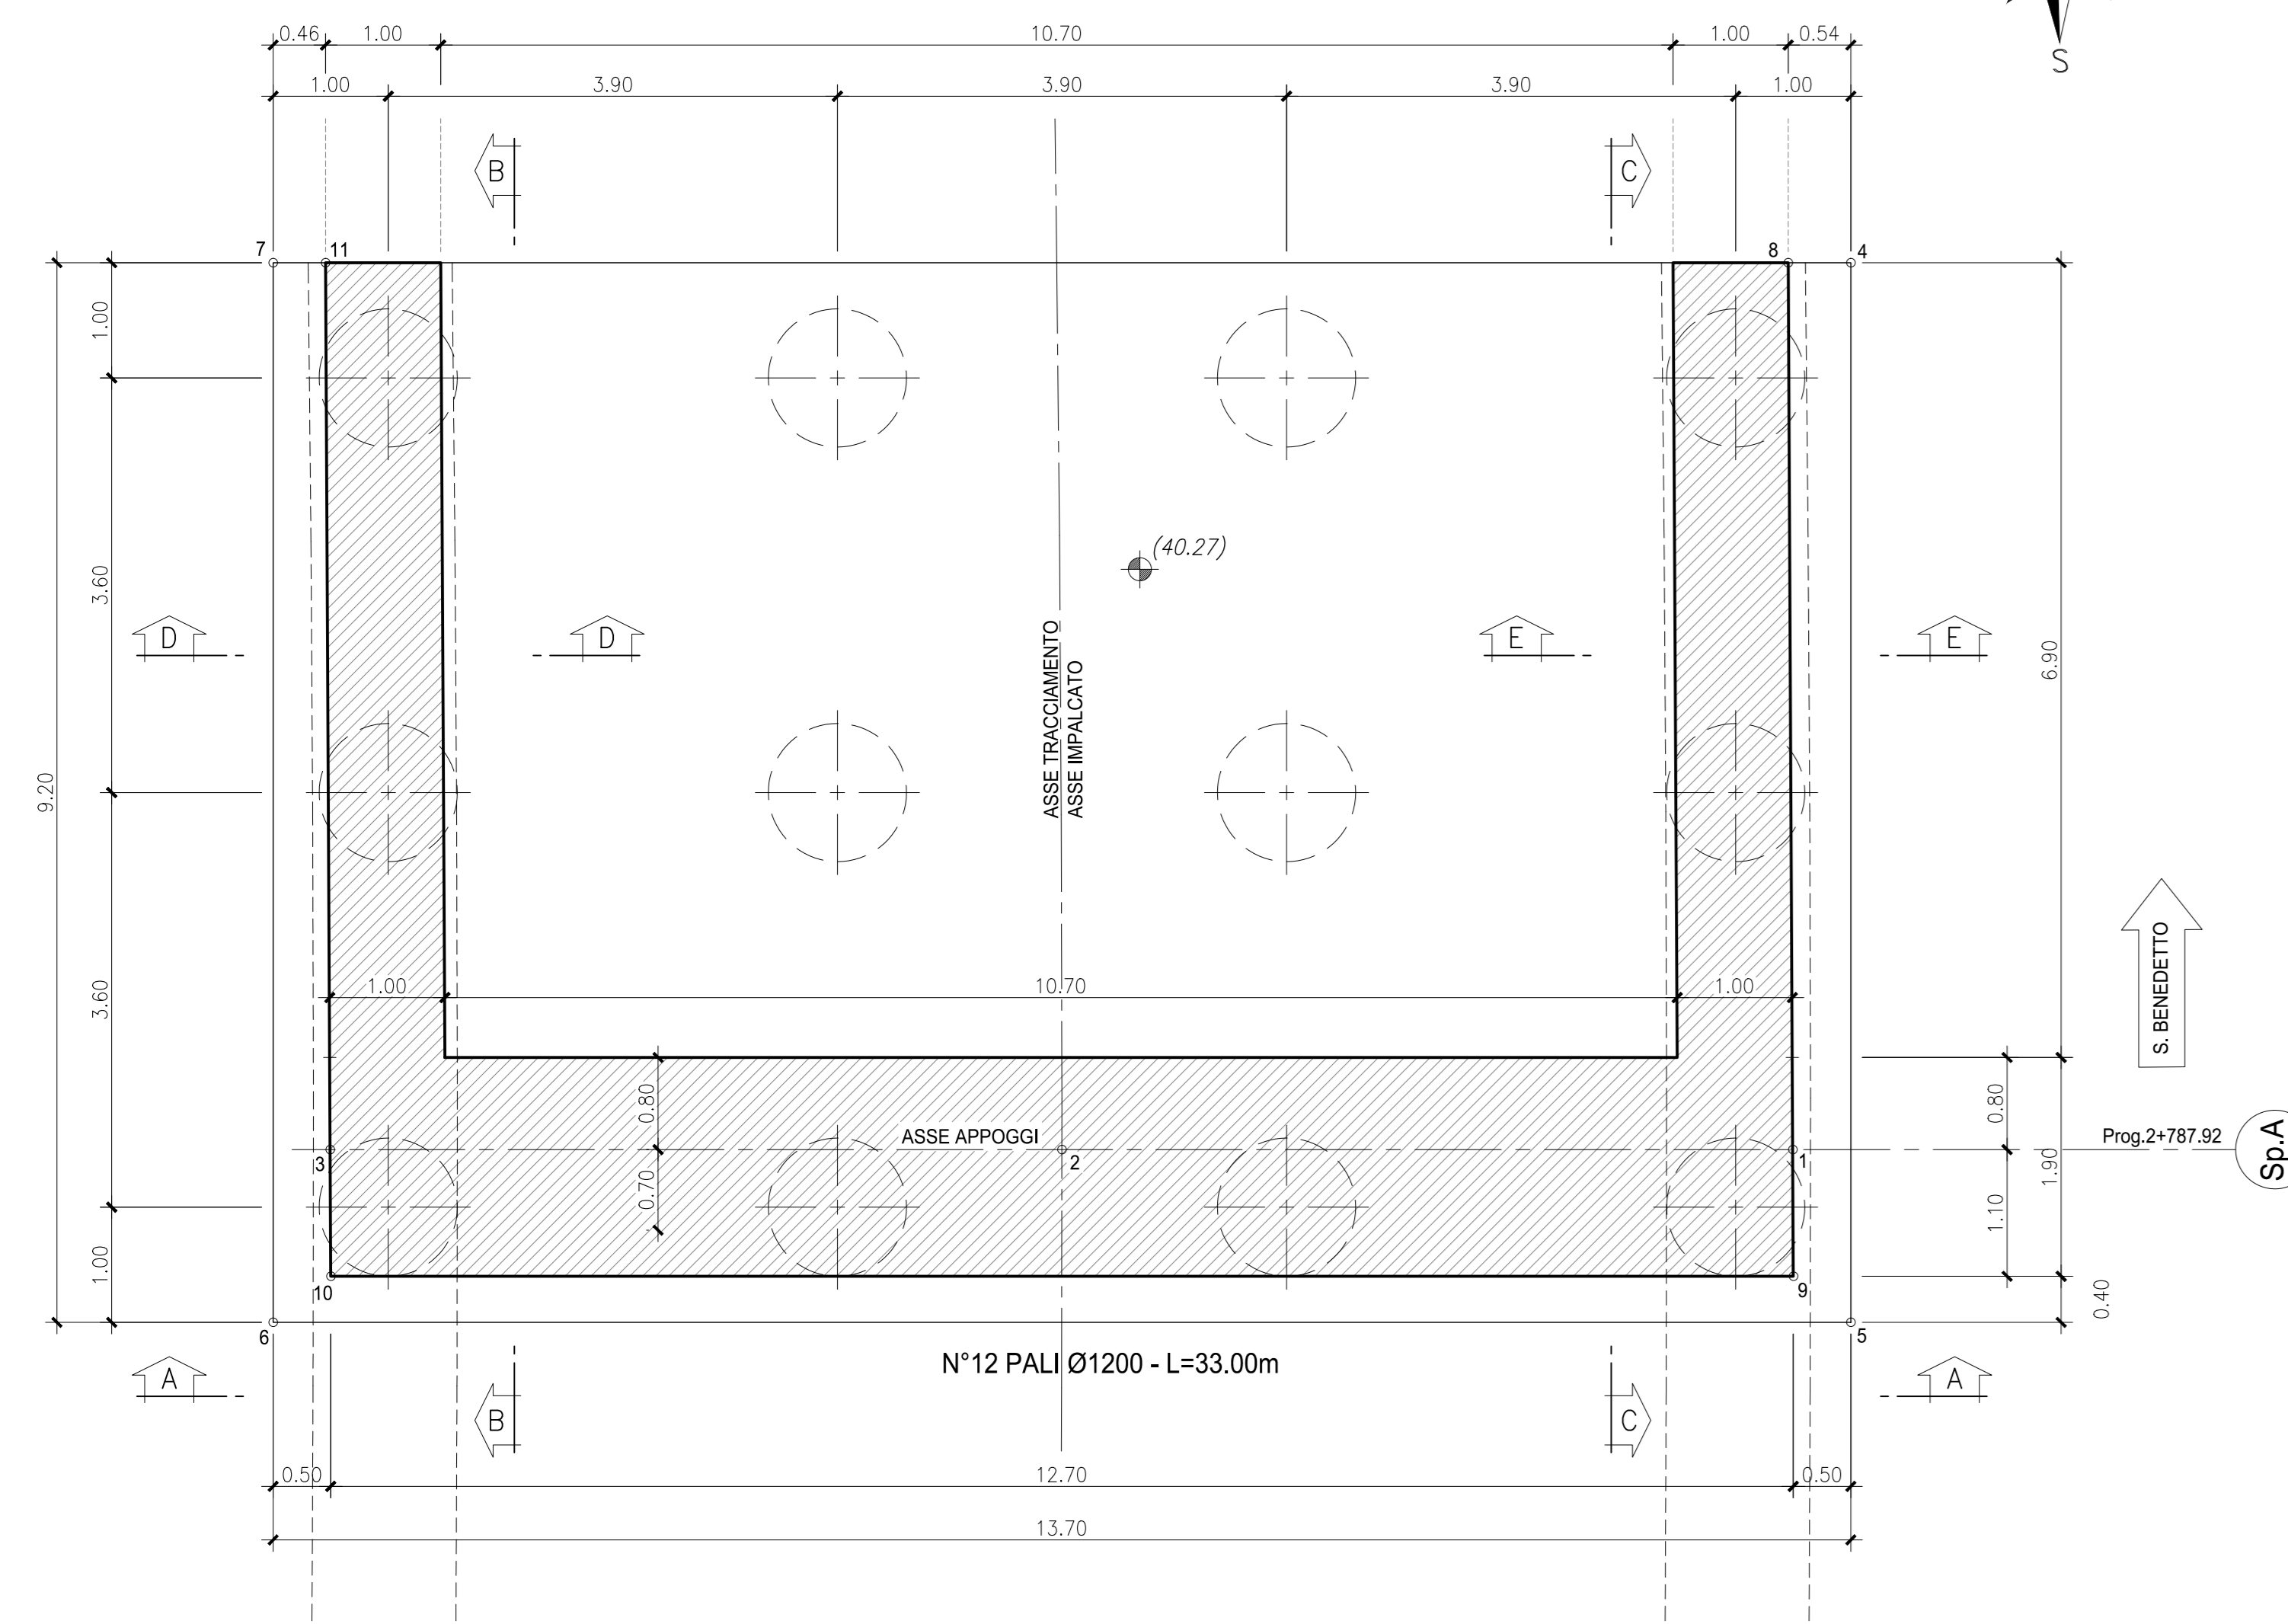 S
0.46 1.00 10.70 1.00 0.54
1.00 3.90 3.90 3.90 1.00
B C
7 11 8 4
1.00
(40.27)
3.60
D D E E
ASSE TRACCIAMENTO
ASSE IMPALCATO
6.90
9.20
S. BENEDETTO
3.60
1.00 10.70 1.00
0.80
0.80
ASSE APPOGGI
3 2 1
Prog.2+787.92
Sp.A
0.70
1.90
1.10
1.00
10 9
0.40
6 5
N°12 PALI Ø1200 - L=33.00m
A A
B C
0.50 12.70 0.50
13.70